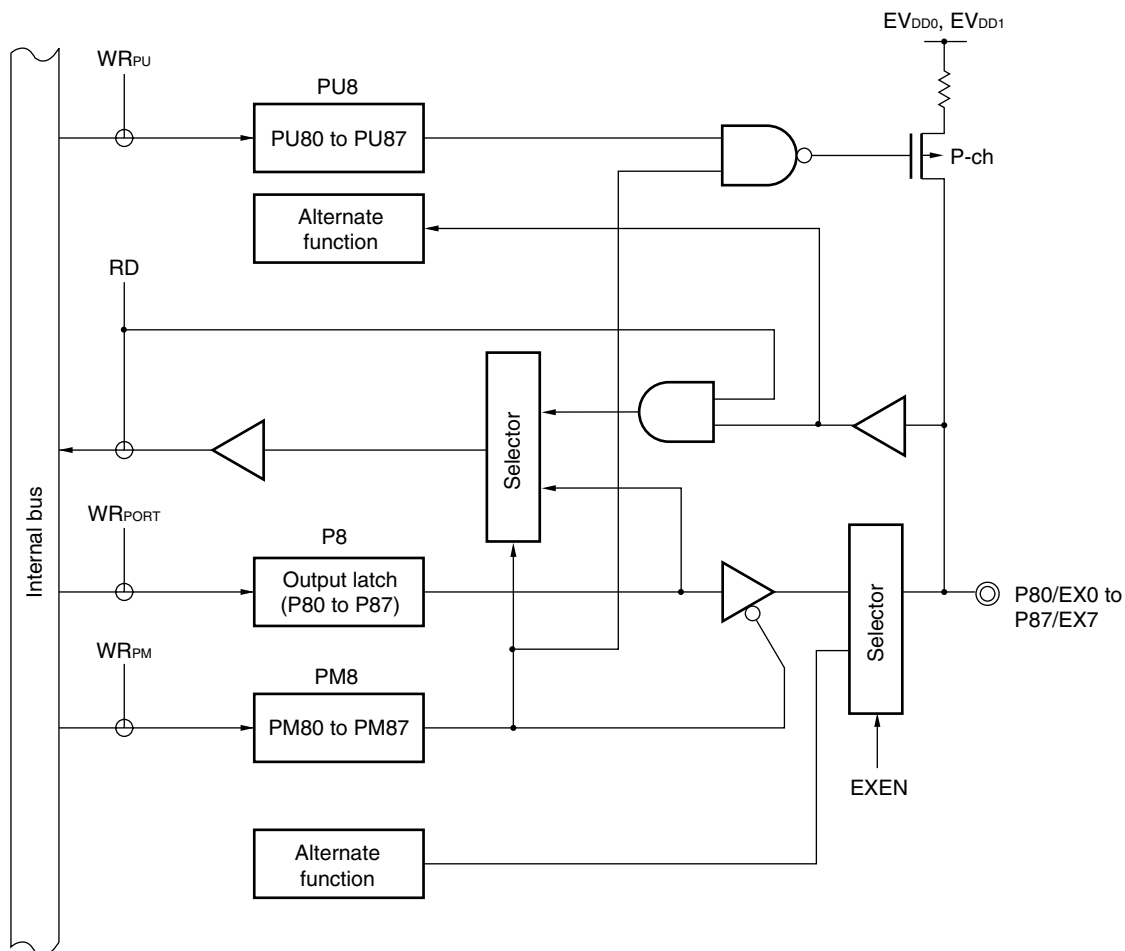 EVDD0, EVDD1
WRPU
PU8
PU80 to PU87
P-ch
Alternate
function
RD
Selector
Internal bus
WRPORT
P8
Output latch
(P80 to P87)
Selector
P80/EX0 to
P87/EX7
WRPM
PM8
PM80 to PM87
EXEN
Alternate
function